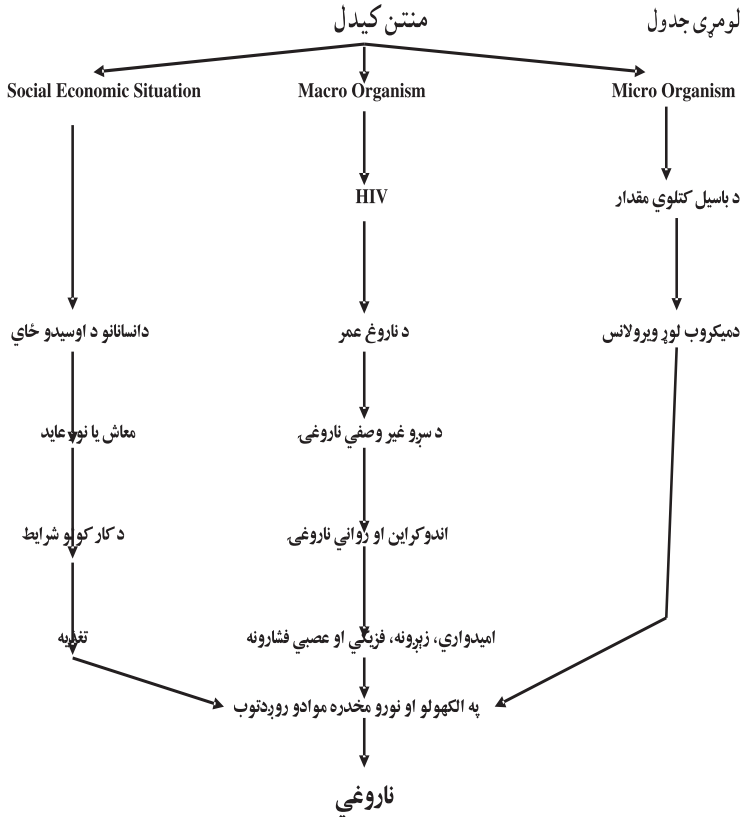 لومړی جدول
منتن کیدل
Micro Organism
Macro Organism
Social Economic Situation
د باسیل کتلوي مقدار
HIV
دمیکروب لوړ ویرولانس
د ناروغ عمر
دانسانانو د اوسیدو ځاي
د سږو غیر وصفي ناروغۍ
معاش یا نور عاید
اندوکراین او رواني ناروغۍ
د کار کولو شرایط
امیدواري، زېږونه، فزیکي او عصبي فشارونه
تغذیه
په الکهولو او نورو مخدره موادو روږدتوب
ناروغي